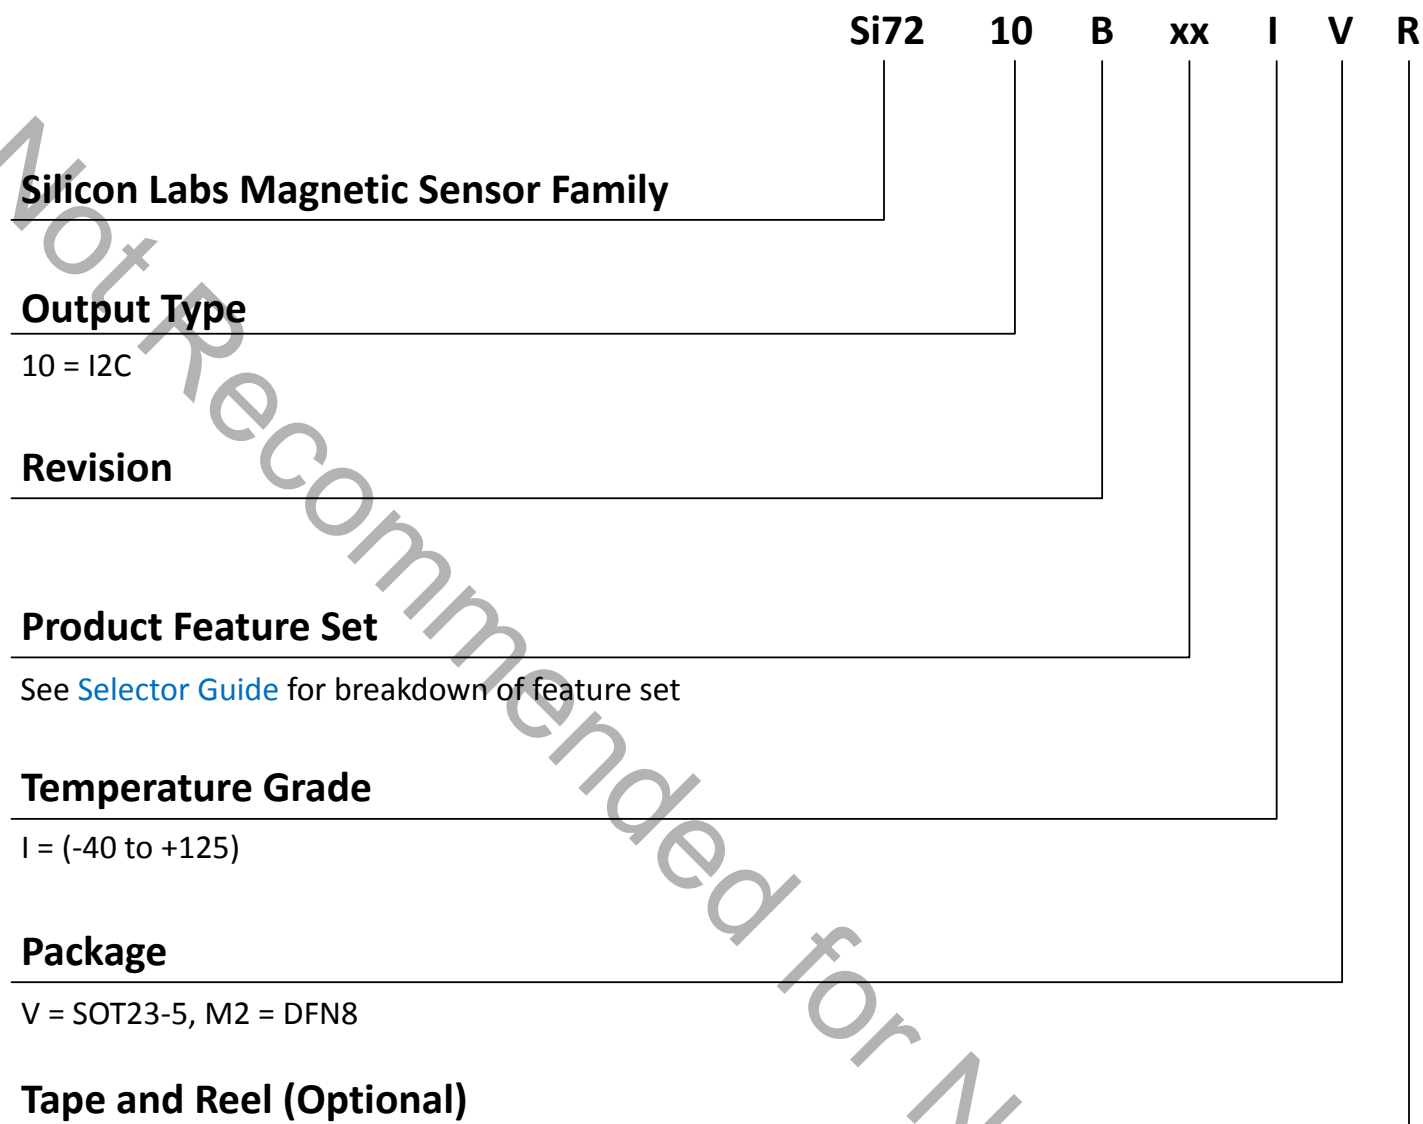 Si72 10 B xx I V R
Silicon Labs Magnetic Sensor Family
Output Type
10 = I2C
Revision
Product Feature Set
See Selector Guide for breakdown of feature set
Temperature Grade
I = (-40 to +125)
Package
V = SOT23-5, M2 = DFN8
Tape and Reel (Optional)
Not Recommended for N